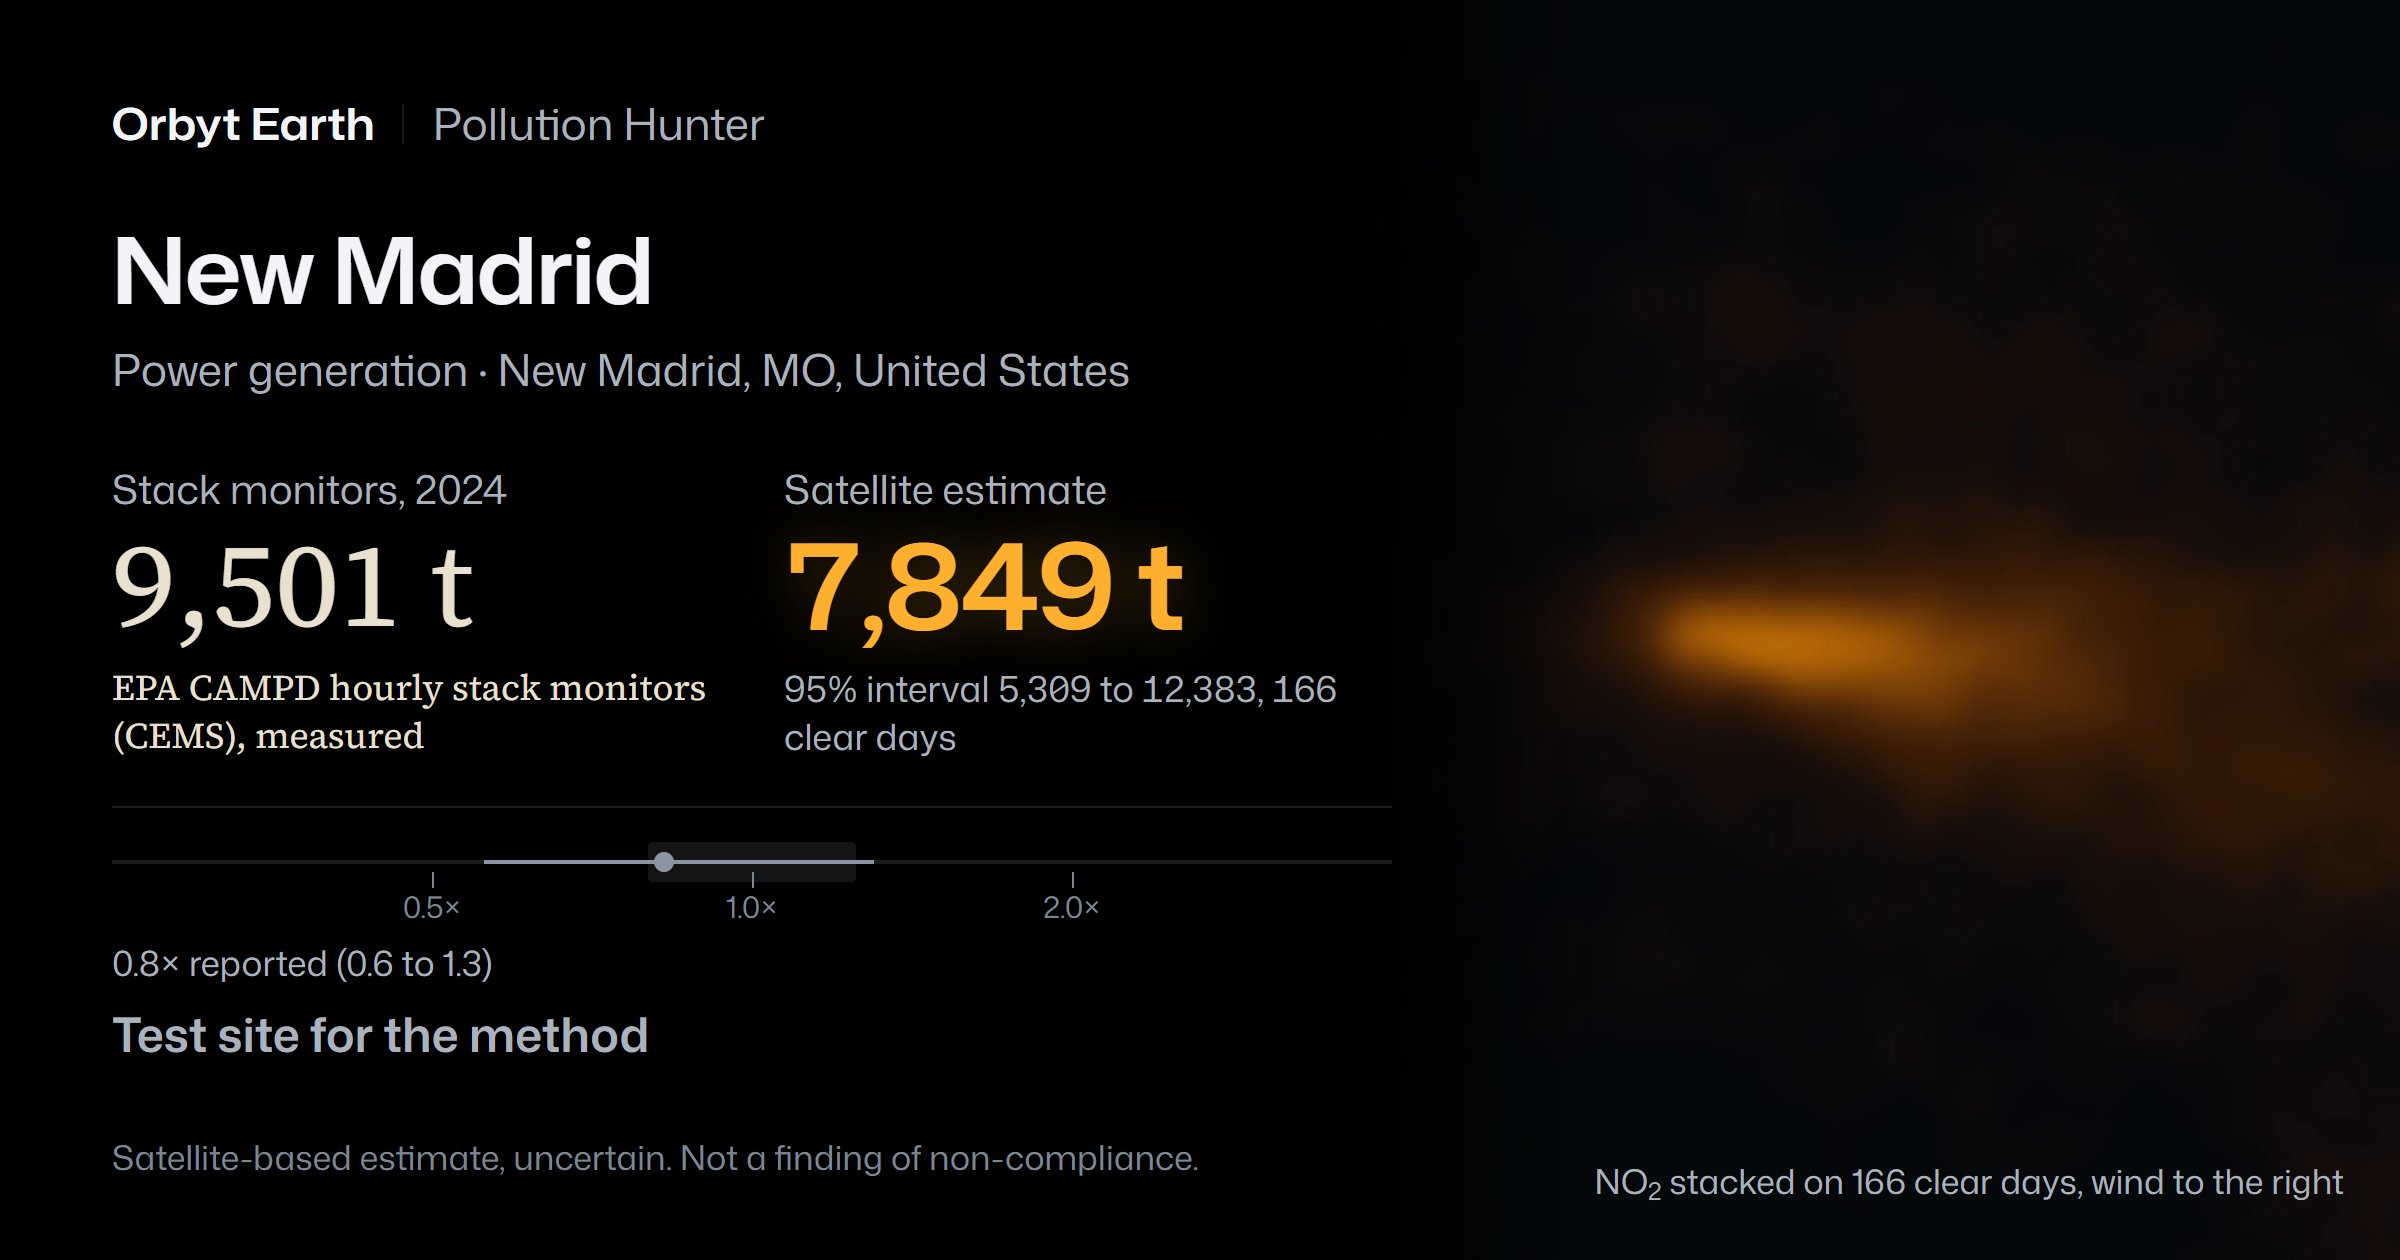 Orbyt Earth | Pollution Hunter
New Madrid
Power generation · New Madrid, MO, United States
Stack monitors, 2024
9,501 t
EPA CAMPD hourly stack monitors
(CEMS), measured
Satellite estimate
7,849 t
95% interval 5,309 to 12,383, 166
clear days
0.5× 1.0× 2.0×
0.8× reported (0.6 to 1.3)
Test site for the method
Satellite-based estimate, uncertain. Not a finding of non-compliance.
NO₂ stacked on 166 clear days, wind to the right